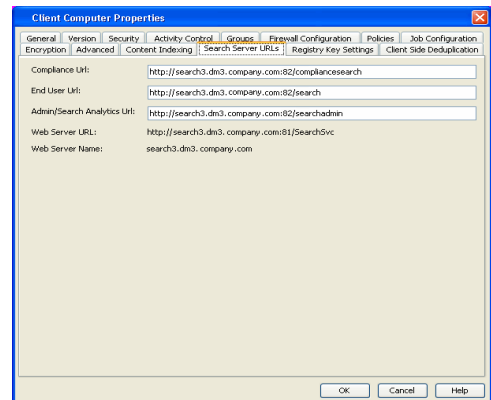 Client Computer Properties
General Version Security Activity Control Groups Firewall Configuration Policies Job Configuration
Encryption Advanced Content Indexing Search Server URLs Registry Key Settings Client Side Deduplication
Compliance Url: http://search3.dm3.company.com:82/compliancesearch
End User Url: http://search3.dm3.company.com:82/search
Admin/Search Analytics Url: http://search3.dm3.company.com:82/searchadmin
Web Server URL: http://search3.dm3.company.com:81/SearchSvc
Web Server Name: search3.dm3.company.com
OK Cancel Help